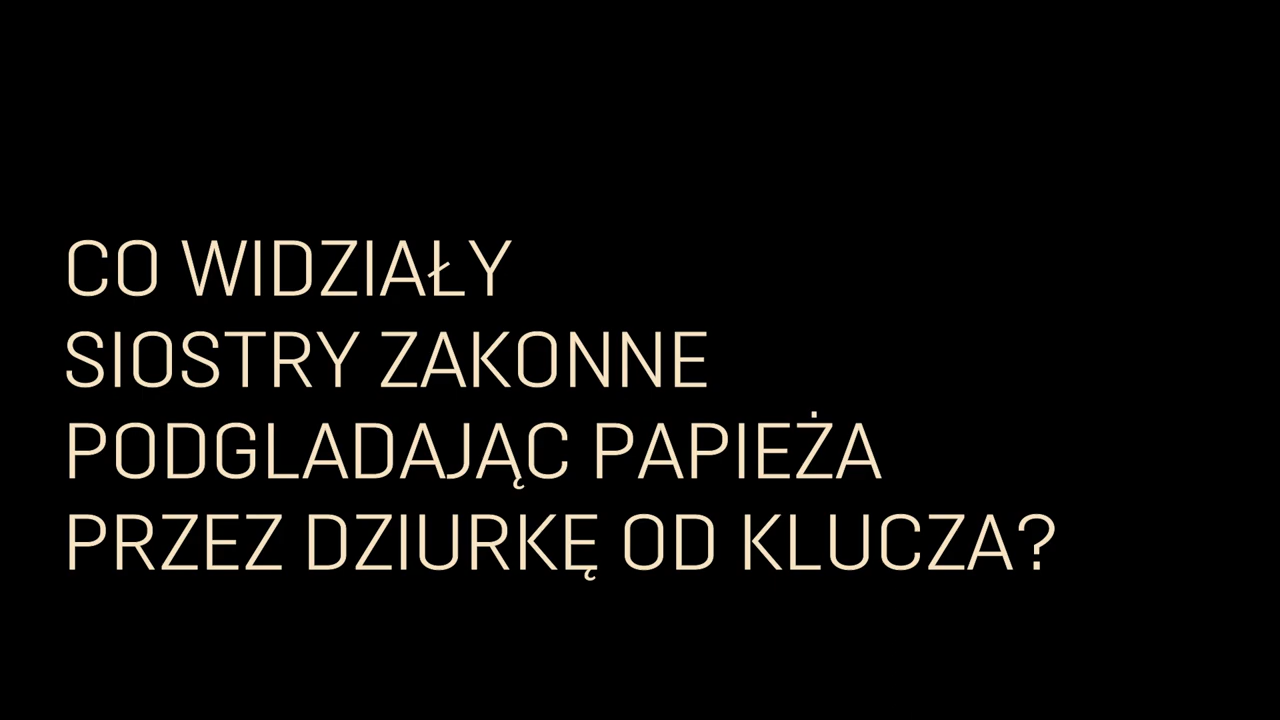 CO WIDZIAŁY
SIOSTRY ZAKONNE
PODGLADAJĄC PAPIEŻA
PRZEZ DZIURKĘ OD KLUCZA?